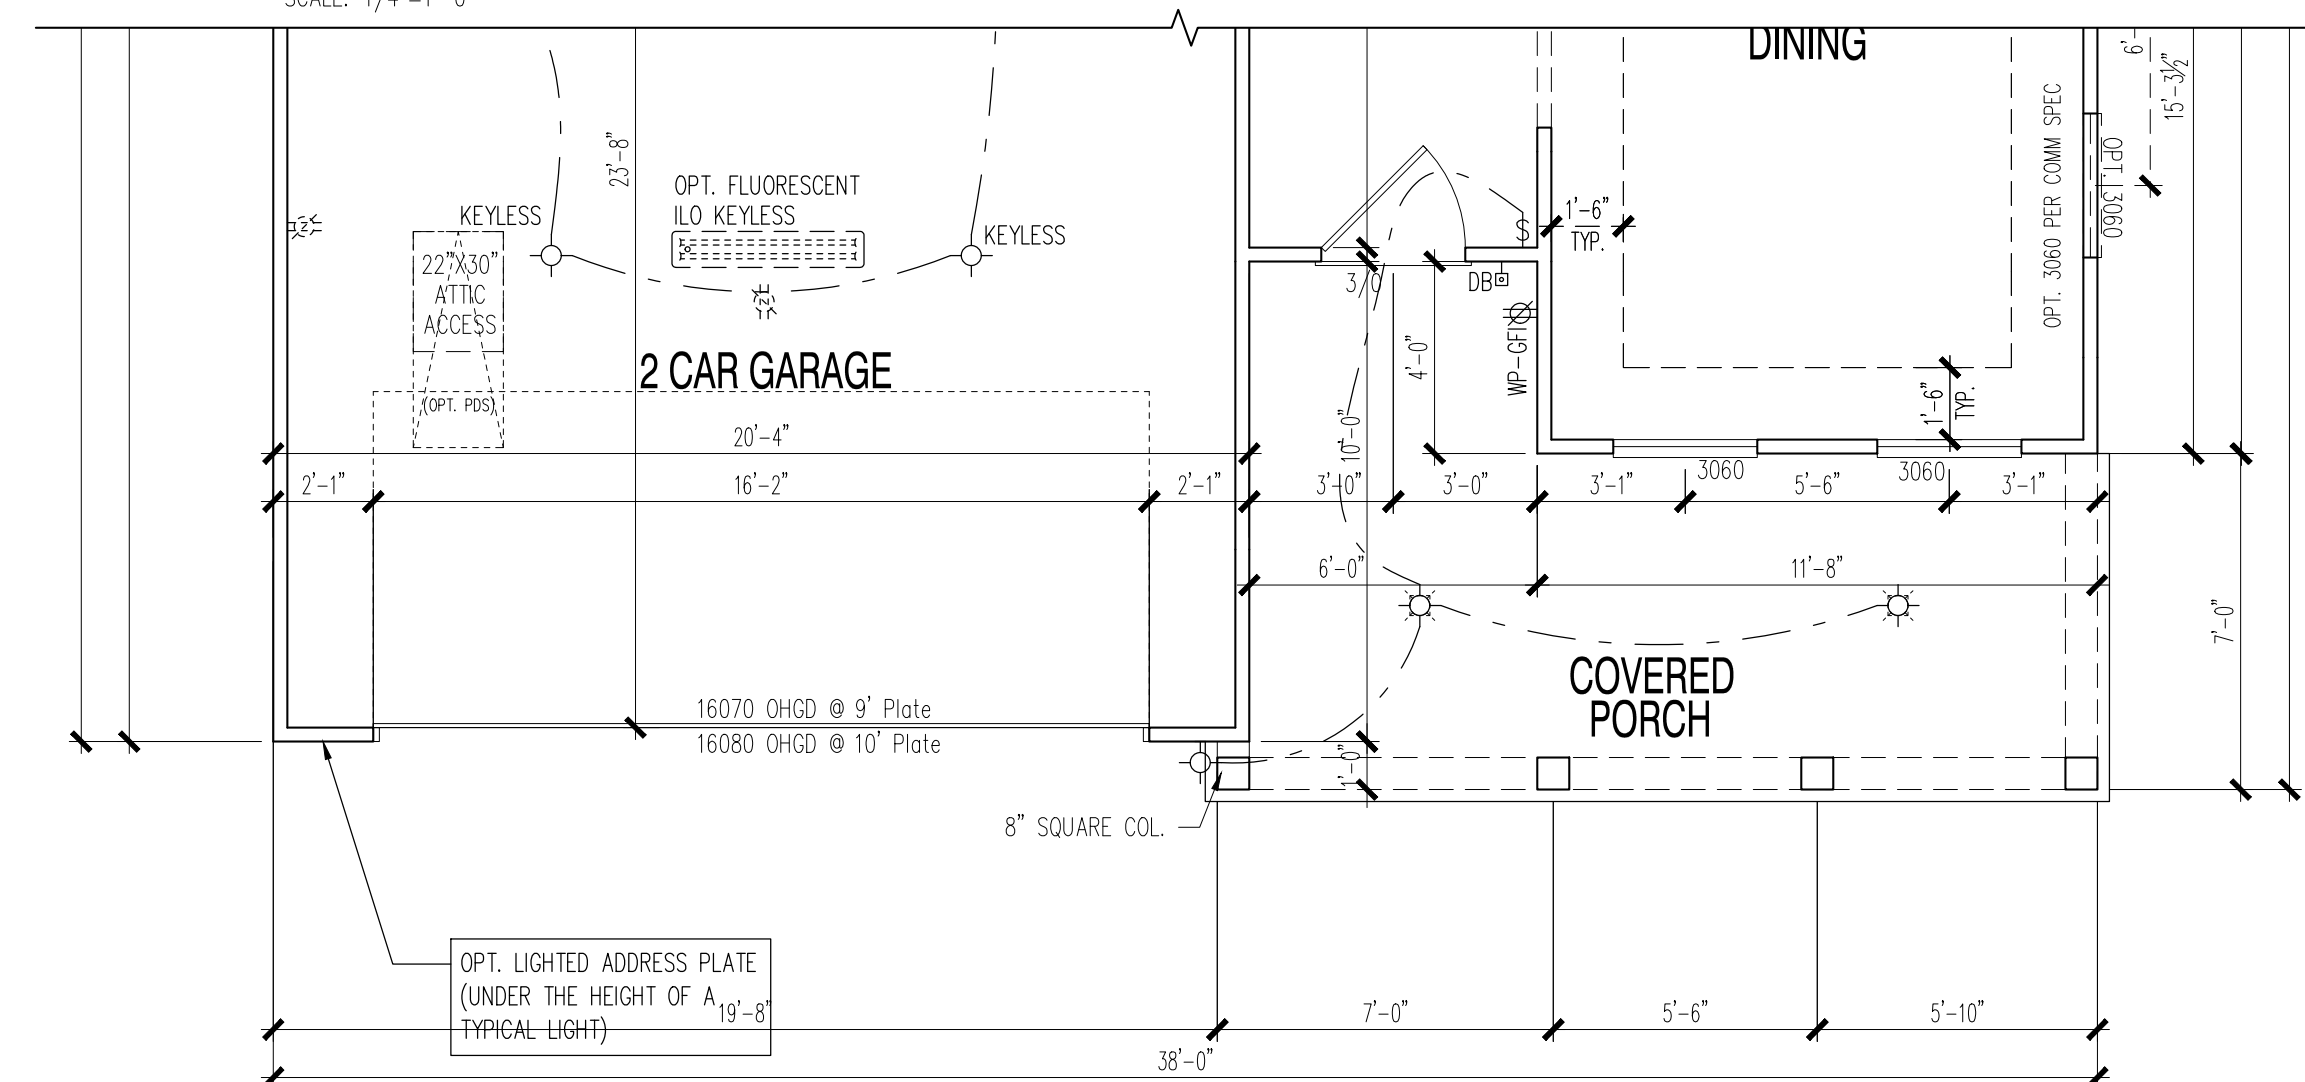 SCALE: 1/4"=1'-0"
DINING
6'-
15'-3½"
OPT. 3060 PER COMM SPEC
OPT. 3060
23'-8"
OPT. FLUORESCENT
ILO KEYLESS
KEYLESS
KEYLESS
22"X30"
ATTIC
ACCESS
(OPT. PDS)
2 CAR GARAGE
1'-6"
TYP.
S
3/0
DB
WP-GFI
4'-0"
10'-0"
1'-6"
TYP.
20'-4"
2'-1"
16'-2"
2'-1"
3'-0"
3'-0"
3'-1"
3060
5'-6"
3060
3'-1"
6'-0"
11'-8"
7'-0"
COVERED
PORCH
16070 OHGD @ 9' Plate
16080 OHGD @ 10' Plate
1'-0"
8" SQUARE COL.
OPT. LIGHTED ADDRESS PLATE
(UNDER THE HEIGHT OF A
TYPICAL LIGHT)
19'-8"
7'-0"
5'-6"
5'-10"
38'-0"